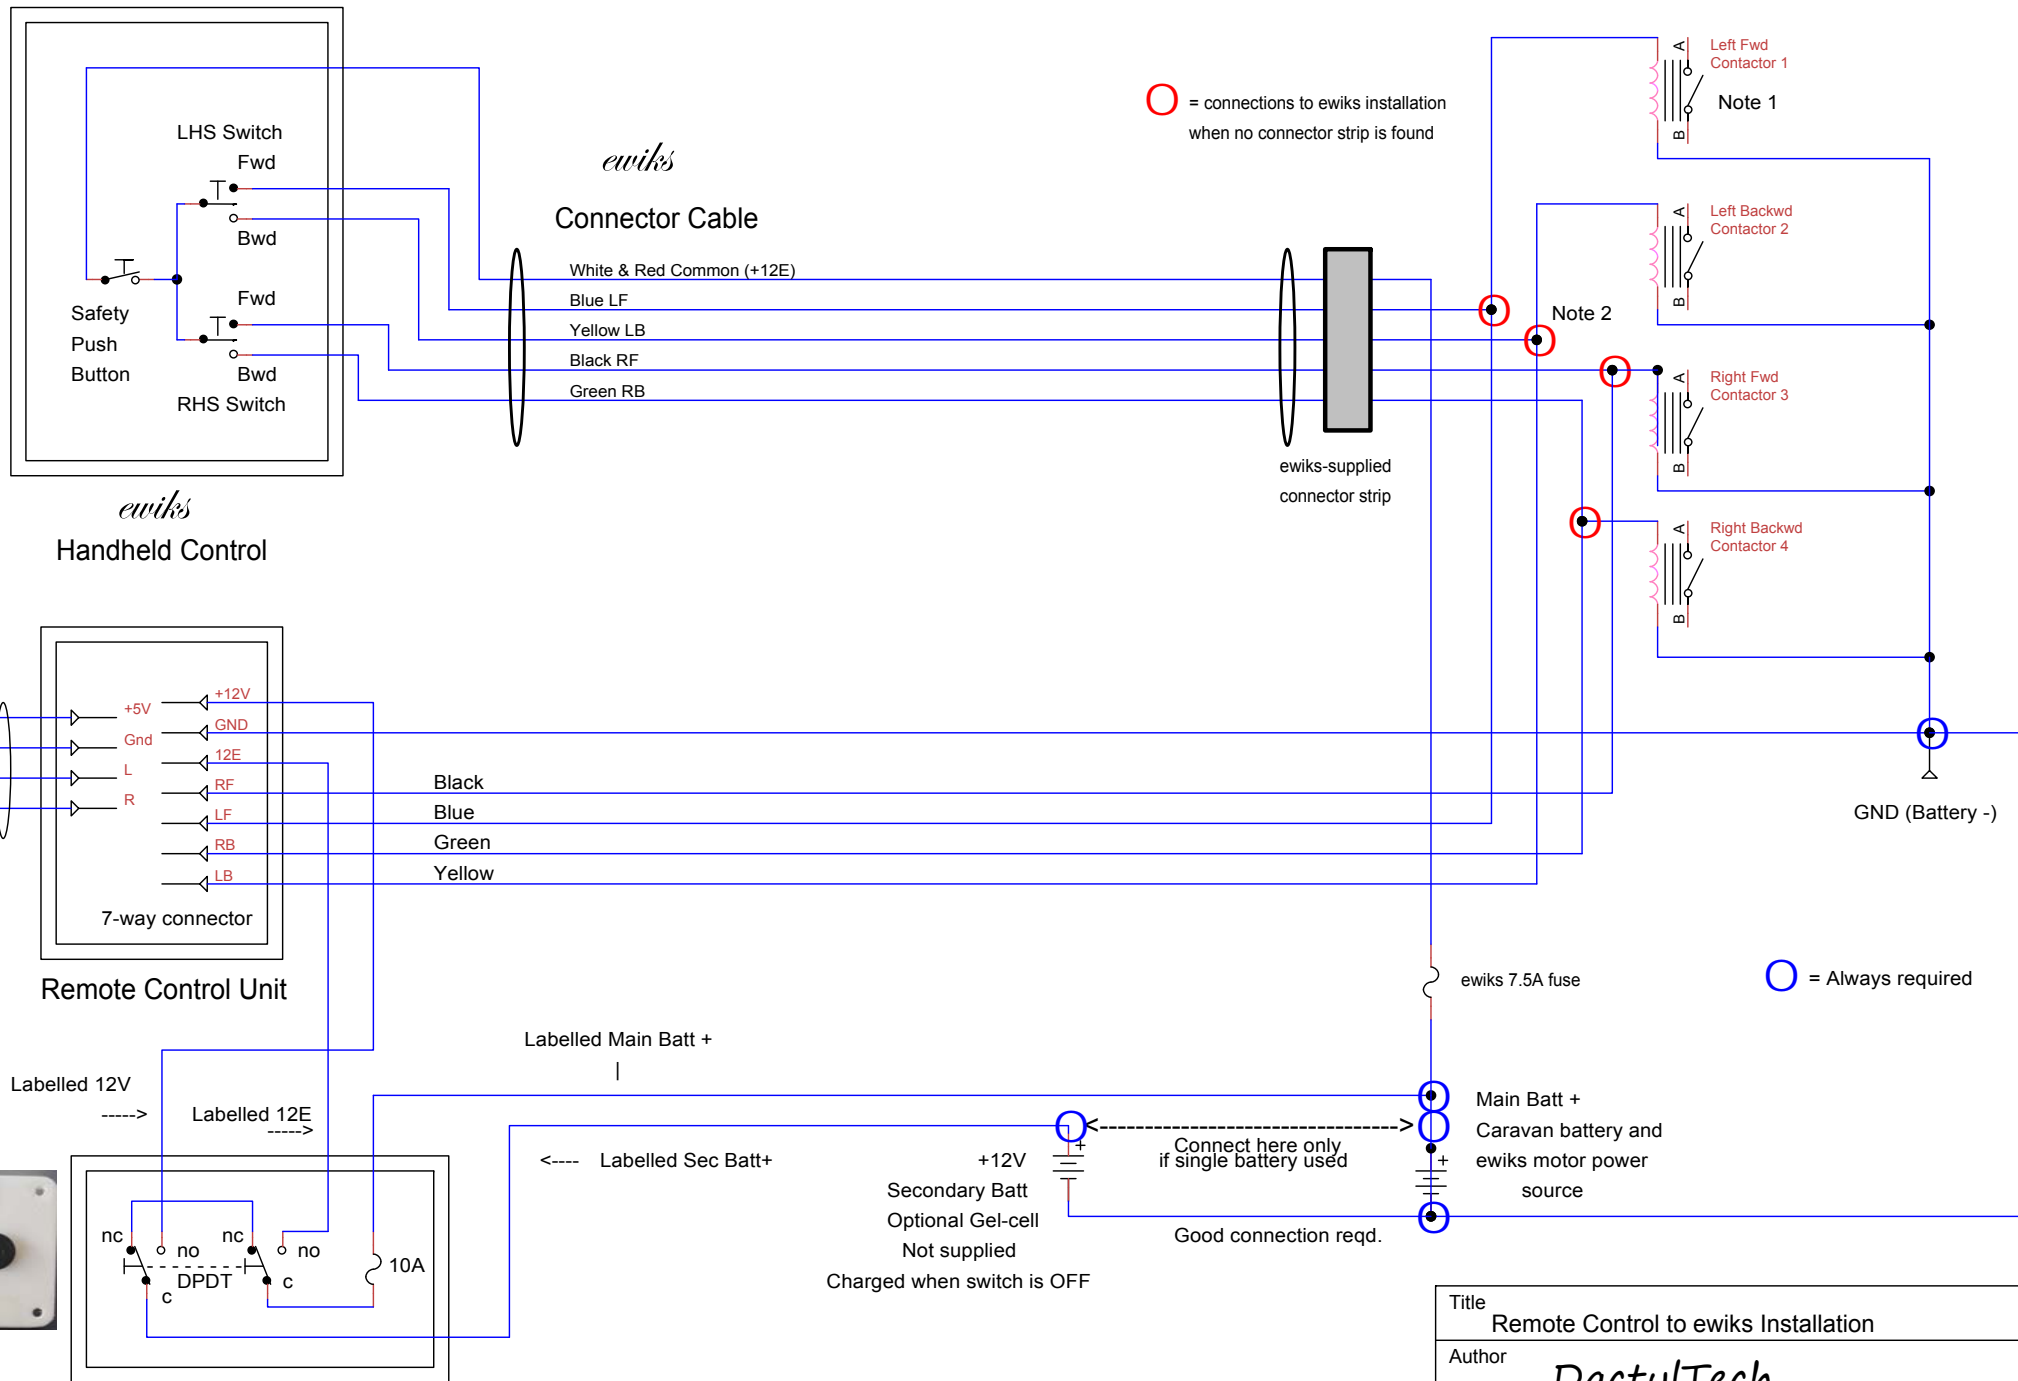 LHS Switch
Fwd
Bwd
Safety
Push
Button
Fwd
Bwd
RHS Switch
ewiks
Handheld Control
ewiks
Connector Cable
White & Red Common (+12E)
Blue LF
Yellow LB
Black RF
Green RB
O = connections to ewiks installation
when no connector strip is found
ewiks-supplied
connector strip
Note 2
A
B
Left Fwd
Contactor 1
Note 1
A
B
Left Backwd
Contactor 2
A
B
Right Fwd
Contactor 3
A
B
Right Backwd
Contactor 4
+5V
Gnd
L
R
+12V
GND
12E
RF
LF
RB
LB
7-way connector
Remote Control Unit
Black
Blue
Green
Yellow
GND (Battery -)
ewiks 7.5A fuse
O = Always required
Labelled Main Batt +
|
Labelled 12V
----->
Labelled 12E
----->
<---- Labelled Sec Batt+
nc
no
nc
no
DPDT
c
c
10A
+
+12V
Secondary Batt
Optional Gel-cell
Not supplied
Charged when switch is OFF
<------------------------------->
Connect here only
if single battery used
Good connection reqd.
+
Main Batt +
Caravan battery and
ewiks motor power
source
Title
Remote Control to ewiks Installation
Author
DactylTech